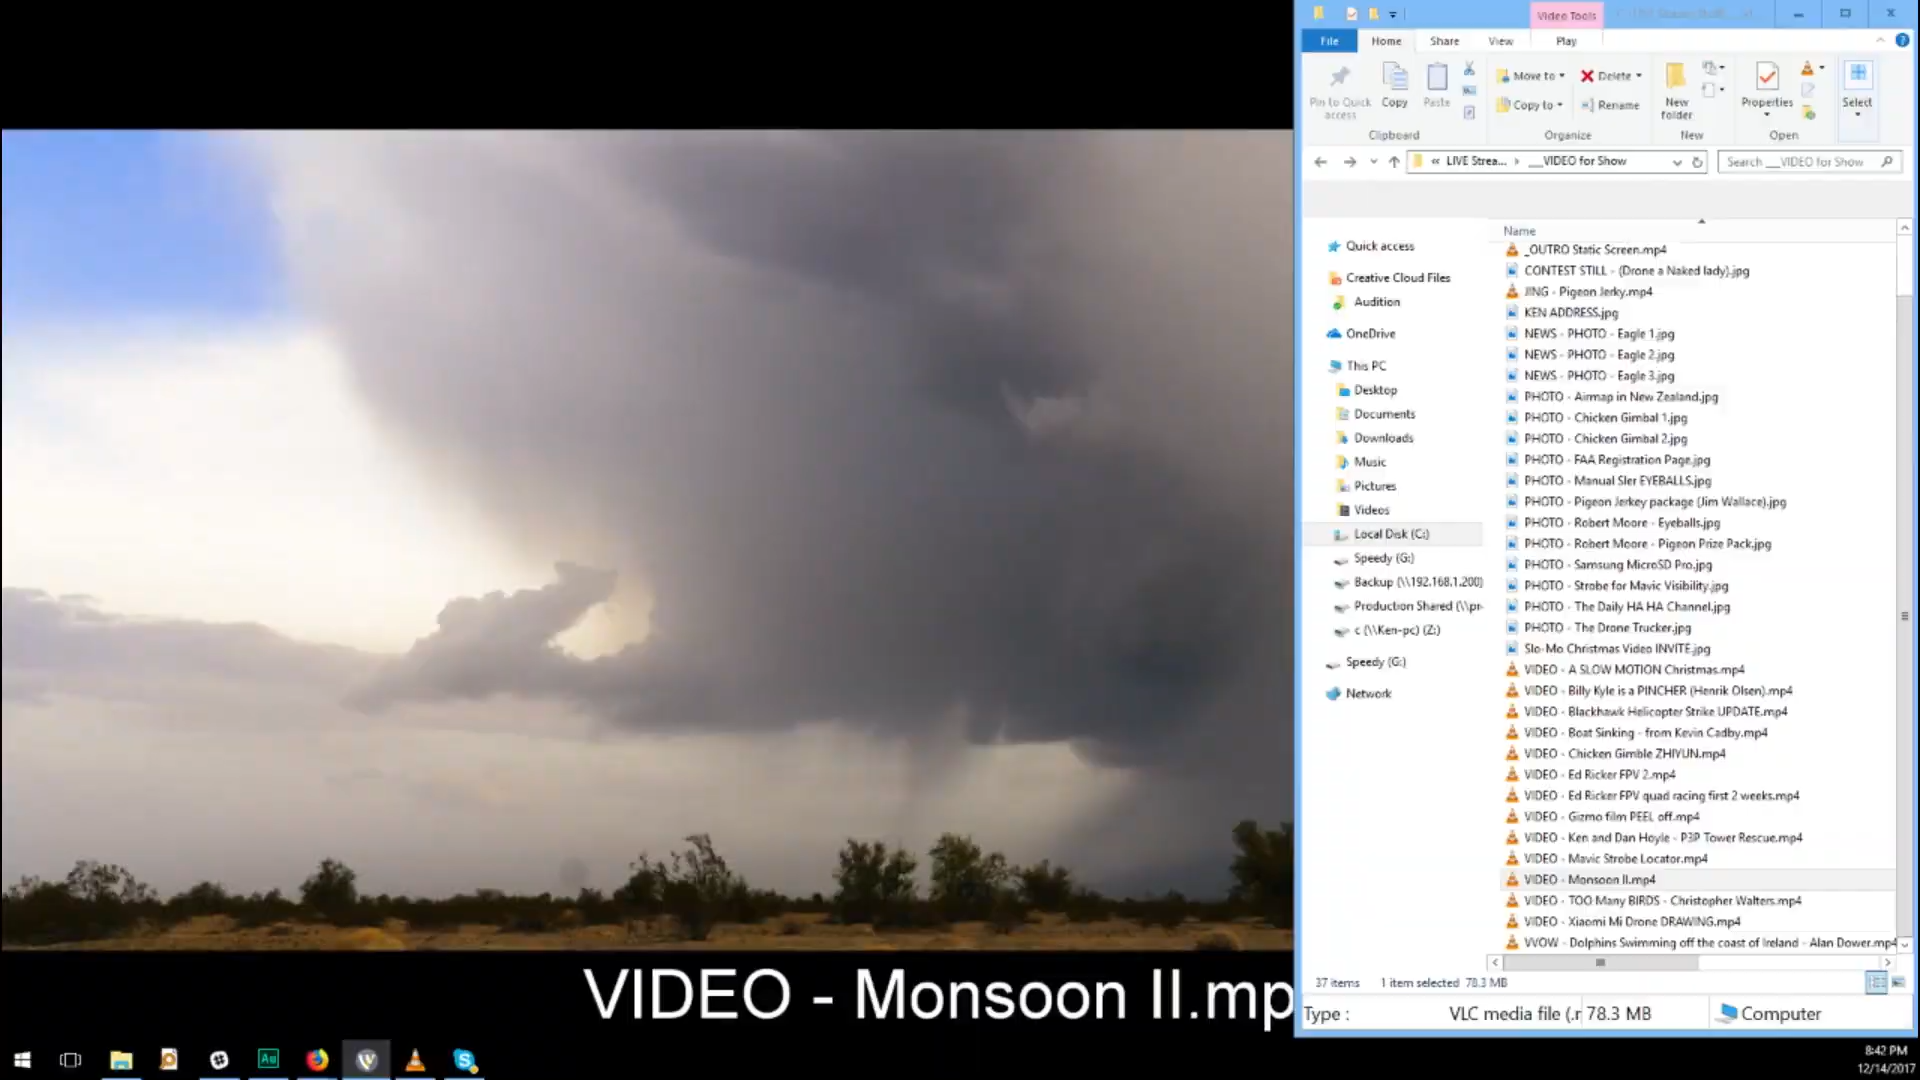 Video Tools
File Home Share View Play
Pin to Quick access
Copy
Paste
Move to
Copy to
Delete
Rename
New folder
Properties
Select
Clipboard Organize New Open
« LIVE Strea... › __VIDEO for Show
Search __VIDEO for Show
Name
Quick access
Creative Cloud Files
Audition
OneDrive
This PC
Desktop
Documents
Downloads
Music
Pictures
Videos
Local Disk (C:)
Speedy (G:)
Backup (\\192.168.1.200)
Production Shared (\\pr
c (\\Ken-pc) (Z:)
Speedy (G:)
Network
_OUTRO Static Screen.mp4
CONTEST STILL - (Drone a Naked lady).jpg
JING - Pigeon Jerky.mp4
KEN ADDRESS.jpg
NEWS - PHOTO - Eagle 1.jpg
NEWS - PHOTO - Eagle 2.jpg
NEWS - PHOTO - Eagle 3.jpg
PHOTO - Airmap in New Zealand.jpg
PHOTO - Chicken Gimbal 1.jpg
PHOTO - Chicken Gimbal 2.jpg
PHOTO - FAA Registration Page.jpg
PHOTO - Manual Sler EYEBALLS.jpg
PHOTO - Pigeon Jerkey package (Jim Wallace).jpg
PHOTO - Robert Moore - Eyeballs.jpg
PHOTO - Robert Moore - Pigeon Prize Pack.jpg
PHOTO - Samsung MicroSD Pro.jpg
PHOTO - Strobe for Mavic Visibility.jpg
PHOTO - The Daily HA HA Channel.jpg
PHOTO - The Drone Trucker.jpg
Slo-Mo Christmas Video INVITE.jpg
VIDEO - A SLOW MOTION Christmas.mp4
VIDEO - Billy Kyle is a PINCHER (Henrik Olsen).mp4
VIDEO - Blackhawk Helicopter Strike UPDATE.mp4
VIDEO - Boat Sinking - from Kevin Cadby.mp4
VIDEO - Chicken Gimble ZHIYUN.mp4
VIDEO - Ed Ricker FPV 2.mp4
VIDEO - Ed Ricker FPV quad racing first 2 weeks.mp4
VIDEO - Gizmo film PEEL off.mp4
VIDEO - Ken and Dan Hoyle - P3P Tower Rescue.mp4
VIDEO - Mavic Strobe Locator.mp4
VIDEO - Monsoon II.mp4
VIDEO - TOO Many BIRDS - Christopher Walters.mp4
VIDEO - Xiaomi Mi Drone DRAWING.mp4
VVOW - Dolphins Swimming off the coast of Ireland - Alan Dower.mp4
37 items 1 item selected 78.3 MB
Type : VLC media file (.r 78.3 MB Computer
VIDEO - Monsoon II.mp
Au
8:42 PM
12/14/2017